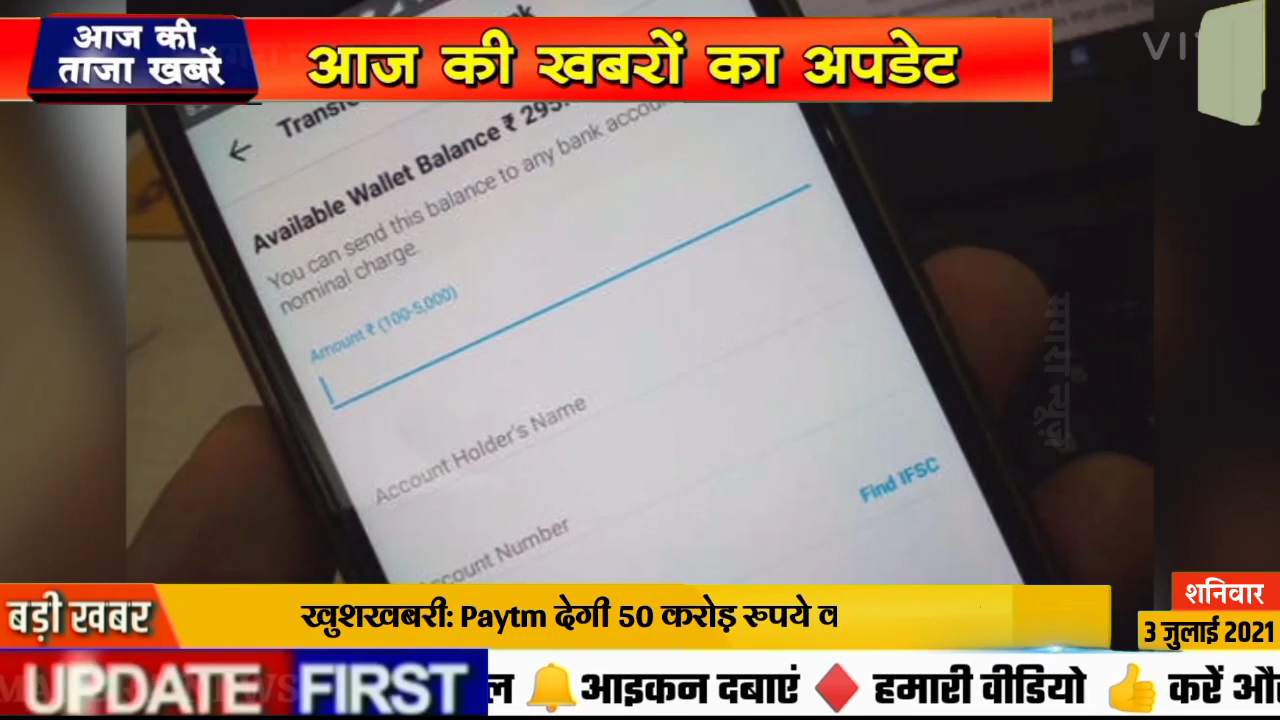 आज की
ताजा खबरें
आज की खबरों का अपडेट
Available Wallet Balance ₹ 295.
You can send this balance to any bank
nominal charge.
Amount ₹ (100-5,000)
Account Holder's Name
Find IFSC
Number
मगरा न्यूज़
बड़ी खबर
खुशखबरी: Paytm देगी 50 करोड़ रुपये
शनिवार
3 जुलाई 2021
UPDATE FIRST
ल 🔔 आइकन दबाएं ♦ हमारी वीडियो 👍 करें